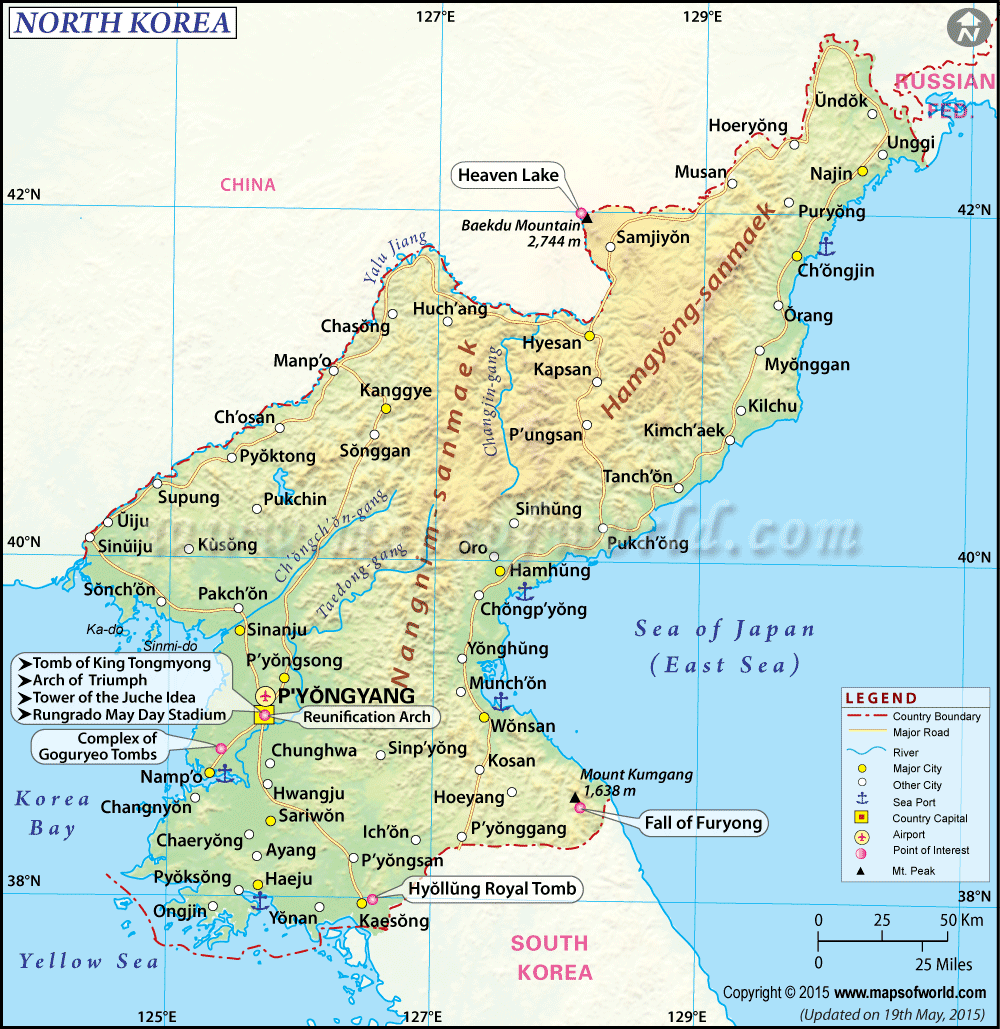 NORTH KOREA
127°E
129°E
N
RUSSIAN
FED.
Ŭndŏk
Hoeryŏng
Unggi
Musan
Najin
Heaven Lake
CHINA
42°N
42°N
Puryŏng
Baekdu Mountain
2,744 m
Samjiyŏn
Yalu Jiang
Ch'ŏngjin
Hamgyŏng-sanmaek
Huch'ang
Chasŏng
Ŏrang
Hyesan
Manp'o
Kapsan
Myŏnggan
Kanggye
Changjin-gang
Nangnim-sanmaek
Kilchu
Ch'osan
P'ungsan
Kimch'aek
Sŏnggan
Pyŏktong
Tanch'ŏn
Supung
Pukchin
Ch'ŏngch'ŏn-gang
Sinhŭng
Ŭiju
40°N
Sinŭiju
Kŭsŏng
Oro
Pukch'ŏng
40°N
Taedong-gang
Hamhŭng
Sŏnch'ŏn
Pakch'ŏn
Chŏngp'yŏng
Ka-do
Sinanju
Sea of Japan
(East Sea)
Sinmi-do
Yŏnghŭng
Tomb of King Tongmyong
Arch of Triumph
Tower of the Juche Idea
Rungrado May Day Stadium
P'yŏngsong
Munch'ŏn
P'YŎNGYANG
Reunification Arch
Wŏnsan
Complex of
Goguryeo Tombs
Chunghwa
Sinp'yŏng
Kosan
Mount Kumgang
1,638 m
Namp'o
Korea
Bay
Changnyŏn
Hwangju
Hoeyang
Sariwŏn
Fall of Furyong
Chaeryŏng
Ich'ŏn
P'yŏnggang
Ayang
P'yŏngsan
38°N
Pyŏksŏng
Haeju
Hyŏllŭng Royal Tomb
38°N
Ongjin
Yŏnan
Kaesŏng
Yellow Sea
SOUTH
KOREA
LEGEND
Country Boundary
Major Road
River
Major City
Other City
Sea Port
Country Capital
Airport
Point of Interest
Mt. Peak
0 25 50 Km
0 25 Miles
Copyright © 2015 www.mapsofworld.com
(Updated on 19th May, 2015)
125°E
127°E
129°E